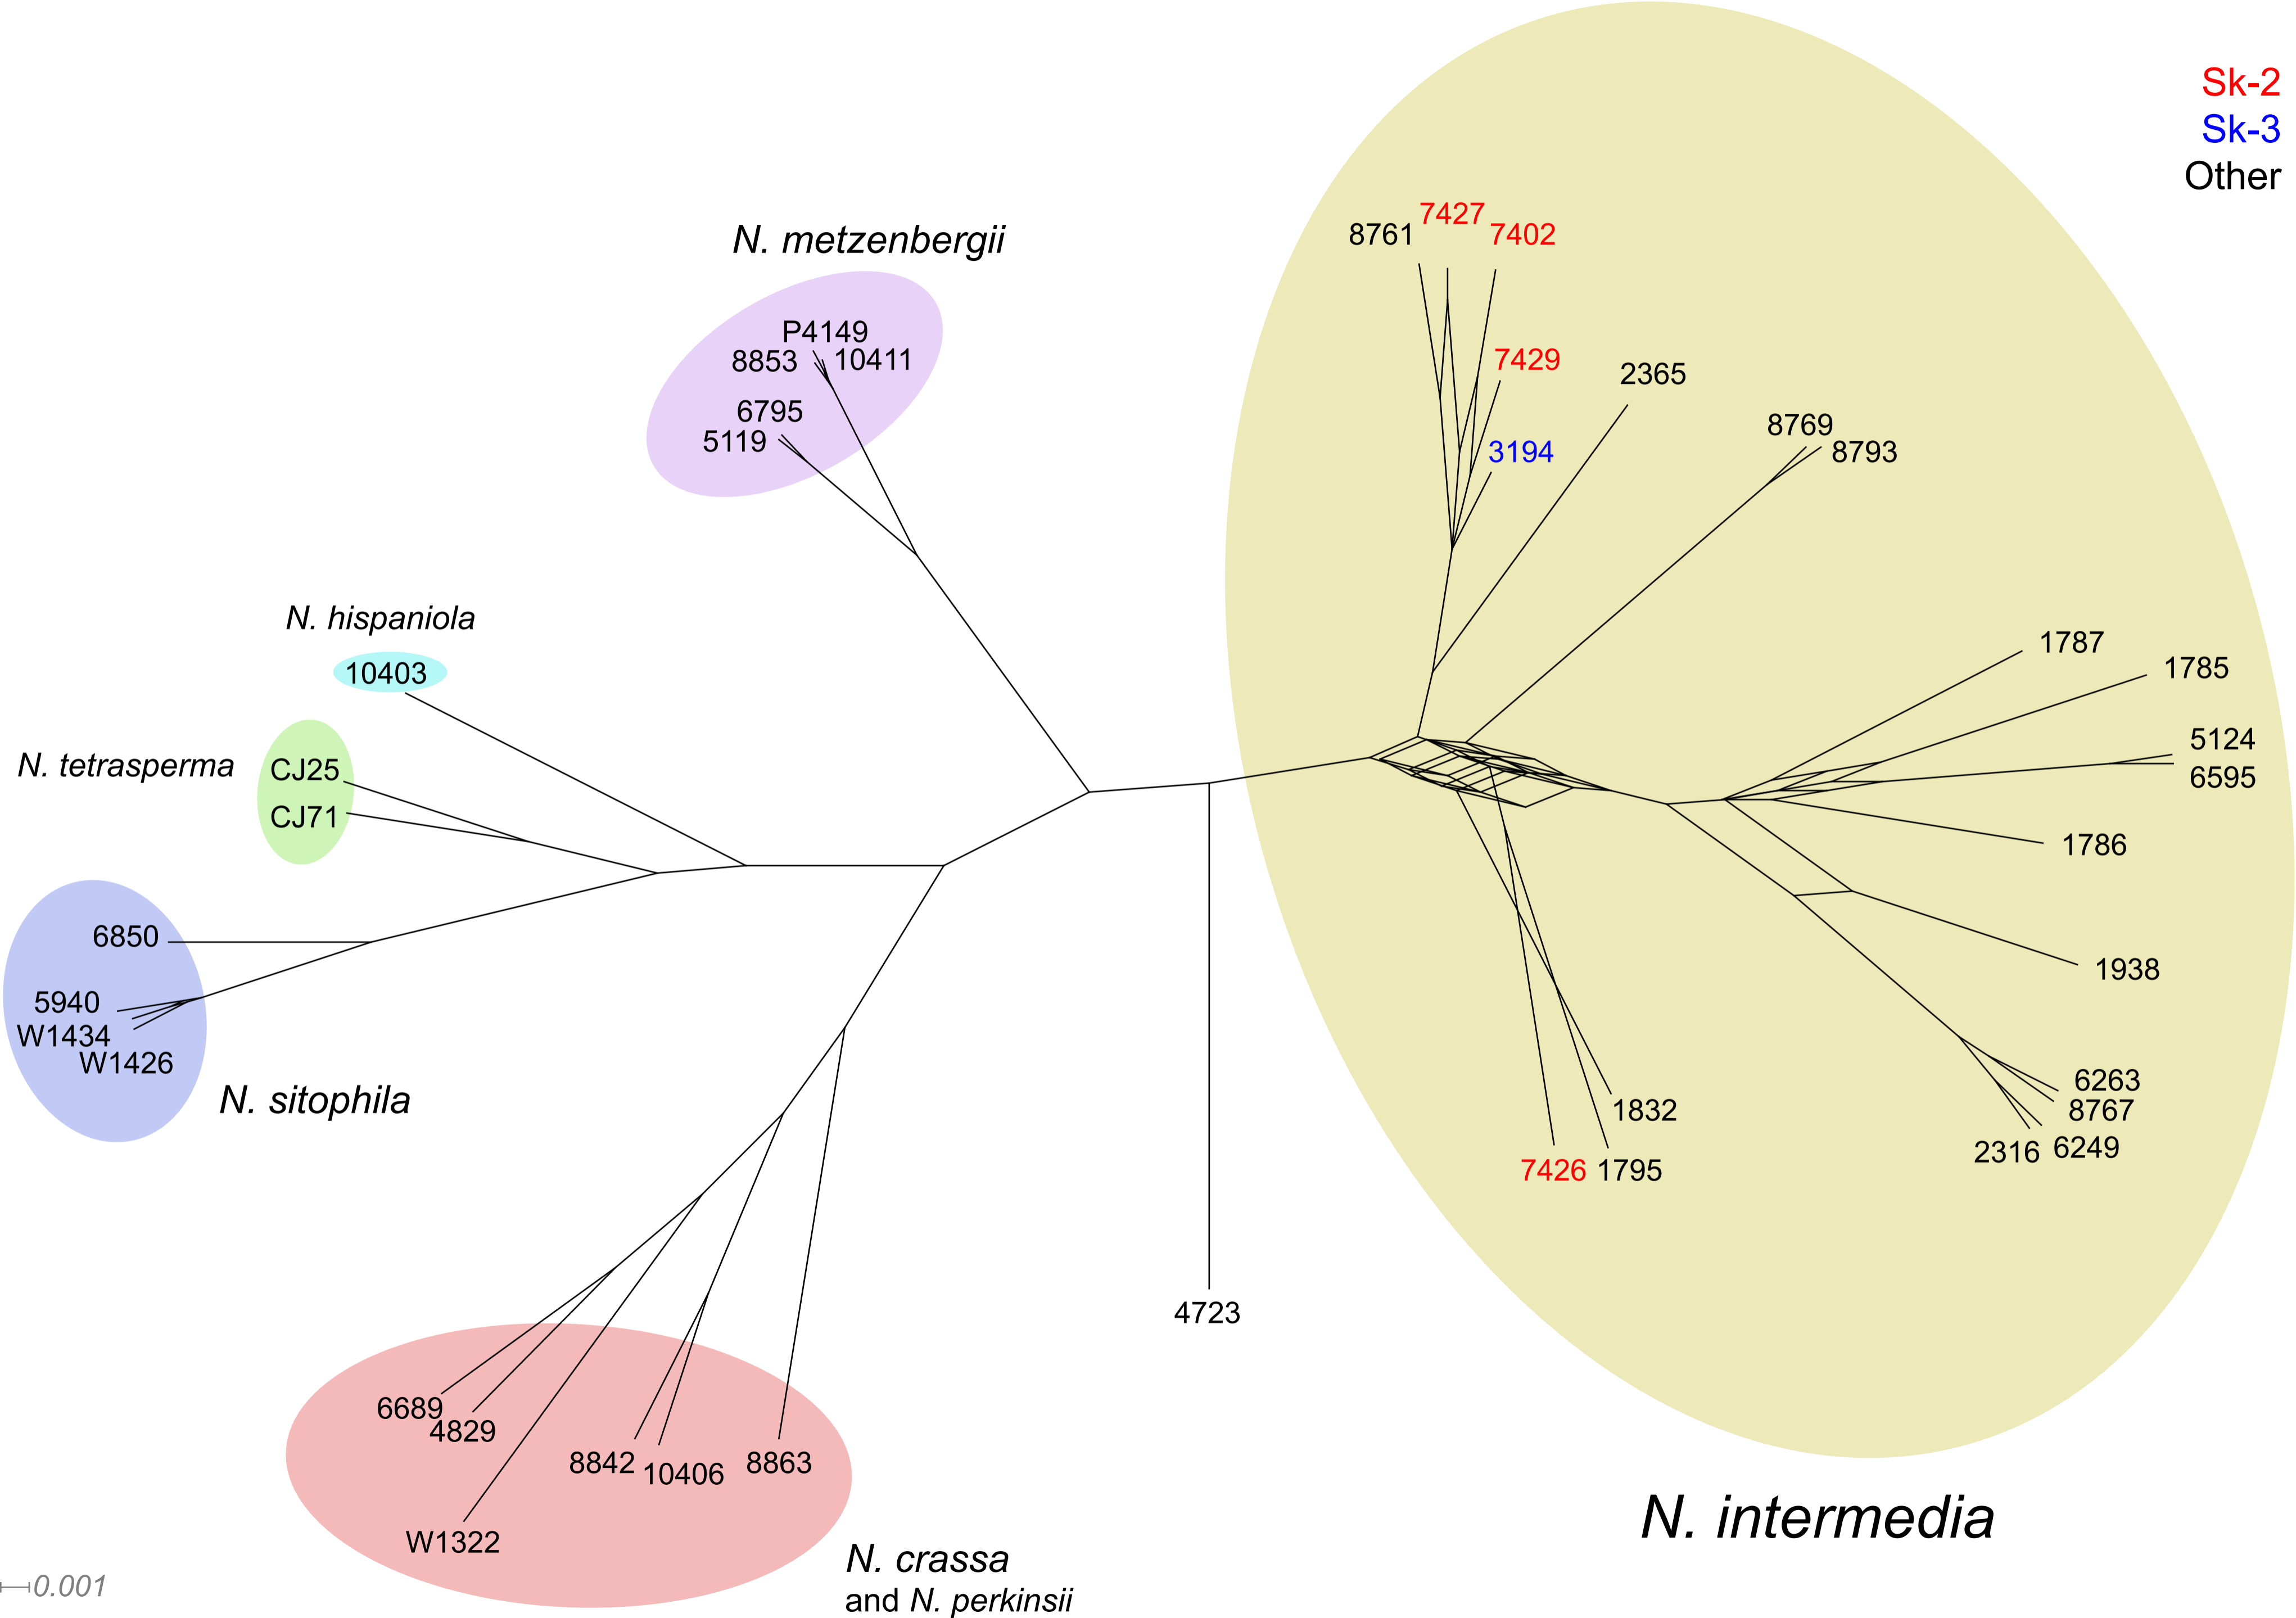 Sk-2
Sk-3
Other
7427
8761
7402
N. metzenbergii
P4149
8853
10411
7429
2365
6795
5119
3194
8769
8793
N. hispaniola
10403
1787
1785
N. tetrasperma
CJ25
CJ71
5124
6595
1786
6850
1938
5940
W1434
W1426
N. sitophila
6263
8767
1832
2316
6249
7426
1795
4723
6689
4829
8842
10406
8863
W1322
N. intermedia
N. crassa
and N. perkinsii
0.001